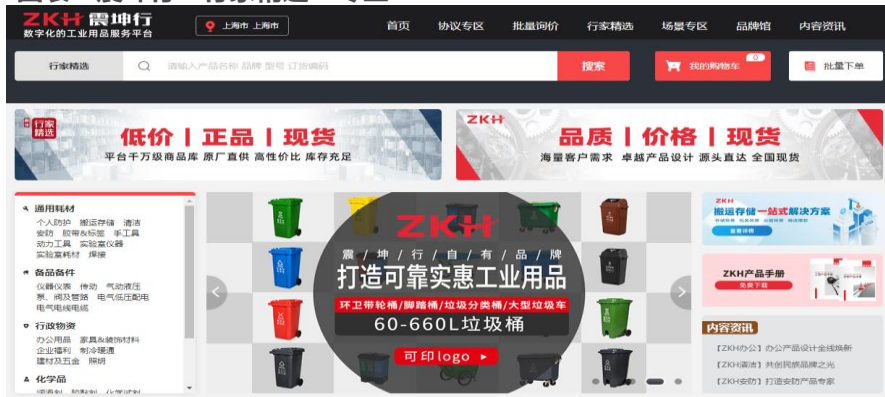 ZKH 震坤行
数字化的工业用品服务平台
上海市 上海市
首页 协议专区 批量询价 行家精选 场景专区 品牌馆 内容资讯
行家精选
请输入产品名称 品牌 型号 订货编码
搜索
我的购物车
0
批量下单
行家精选
低价 | 正品 | 现货
平台千万级商品库 原厂直供 高性价比 库存充足
ZKH
品质 | 价格 | 现货
海量客户需求 卓越产品设计 源头直达 全国现货
通用耗材
个人防护 搬运存储 清洁
安防 胶带&标签 手工具
动力工具 实验室仪器
实验室耗材 焊接
备品备件
仪器仪表 传动 气动液压
泵、阀及管路 电气低压配电
电气电线电缆
行政物资
办公用品 家具&装饰材料
企业福利 制冷暖通
建材及五金 照明
化学品
ZKH
震/坤/行/自/有/品/牌
打造可靠实惠工业用品
环卫带轮桶/脚踏桶/垃圾分类桶/大型垃圾车
60-660L垃圾桶
可印logo
ZKH
搬运存储一站式解决方案
查看详情
ZKH产品手册
免费下载
内容资讯
【ZKH办公】办公产品设计全线焕新
【ZKH清洁】共创民族品牌之光
【ZKH安防】打造安防产品专家